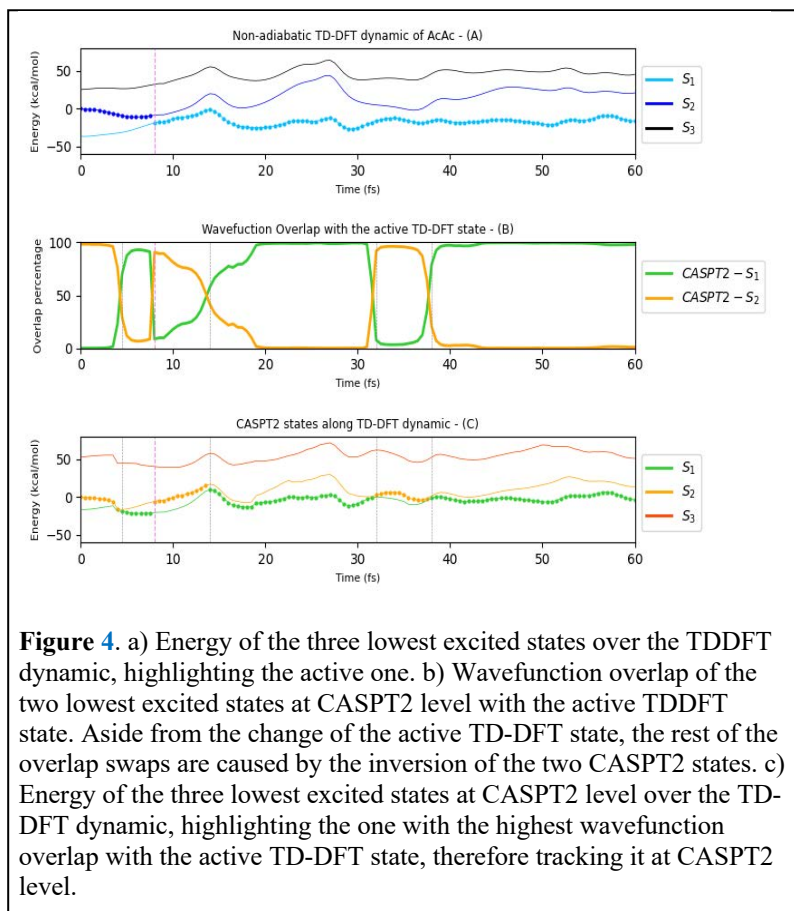 Non-adiabatic TD-DFT dynamic of AcAc - (A)
Energy (kcal/mol)
50
0
−50
0 10 20 30 40 50 60
Time (fs)
S1
S2
S3
Wavefuction Overlap with the active TD-DFT state - (B)
Overlap percentage
100
50
0
0 10 20 30 40 50 60
Time (fs)
CASPT2 − S1
CASPT2 − S2
CASPT2 states along TD-DFT dynamic - (C)
Energy (kcal/mol)
50
0
−50
0 10 20 30 40 50 60
Time (fs)
S1
S2
S3
Figure 4. a) Energy of the three lowest excited states over the TDDFT
dynamic, highlighting the active one. b) Wavefunction overlap of the
two lowest excited states at CASPT2 level with the active TDDFT
state. Aside from the change of the active TD-DFT state, the rest of the
overlap swaps are caused by the inversion of the two CASPT2 states. c)
Energy of the three lowest excited states at CASPT2 level over the TD-
DFT dynamic, highlighting the one with the highest wavefunction
overlap with the active TD-DFT state, therefore tracking it at CASPT2
level.